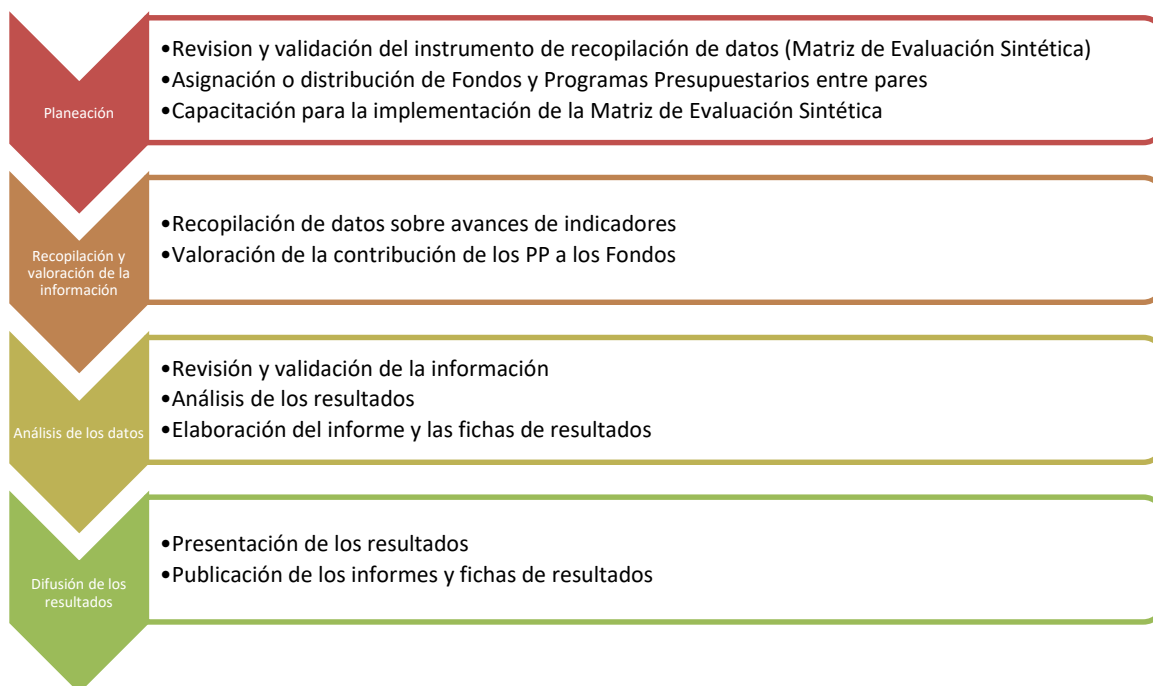 Planeación
•Revision y validación del instrumento de recopilación de datos (Matriz de Evaluación Sintética)
•Asignación o distribución de Fondos y Programas Presupuestarios entre pares
•Capacitación para la implementación de la Matriz de Evaluación Sintética
Recopilación y
valoración de la
información
•Recopilación de datos sobre avances de indicadores
•Valoración de la contribución de los PP a los Fondos
Análisis de los datos
•Revisión y validación de la información
•Análisis de los resultados
•Elaboración del informe y las fichas de resultados
Difusión de los
resultados
•Presentación de los resultados
•Publicación de los informes y fichas de resultados